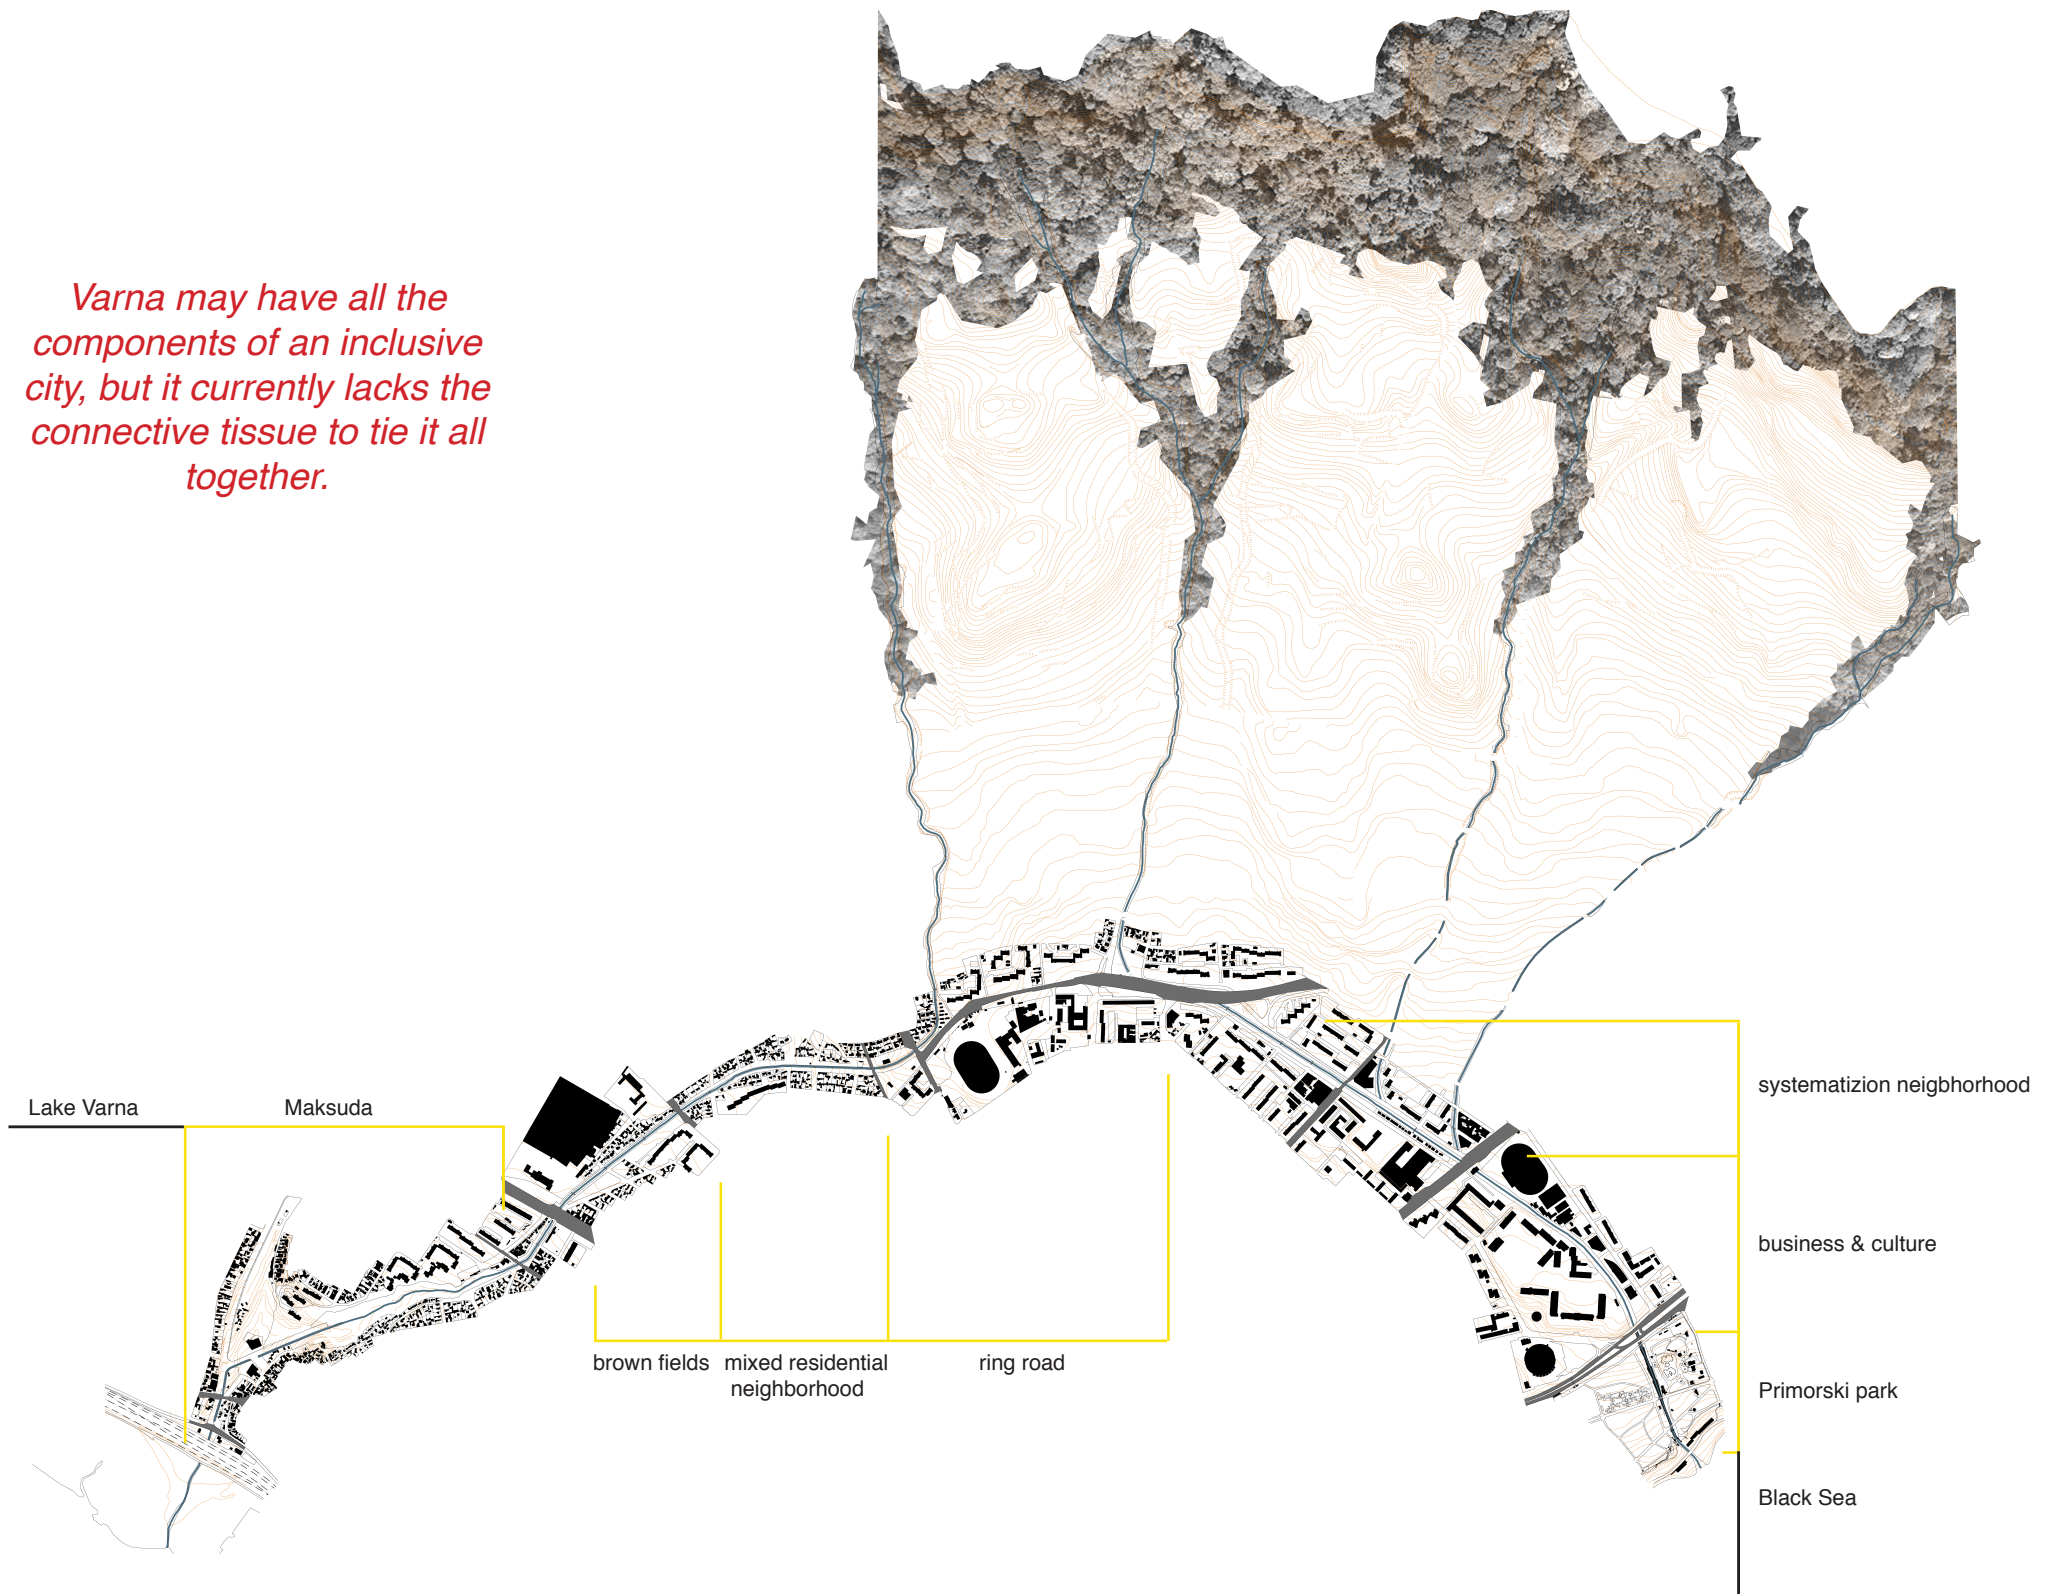 Varna may have all the
components of an inclusive
city, but it currently lacks the
connective tissue to tie it all
together.
Lake Varna
Maksuda
brown fields
mixed residential
neighborhood
ring road
systematizion neigbhorhood
business & culture
Primorski park
Black Sea